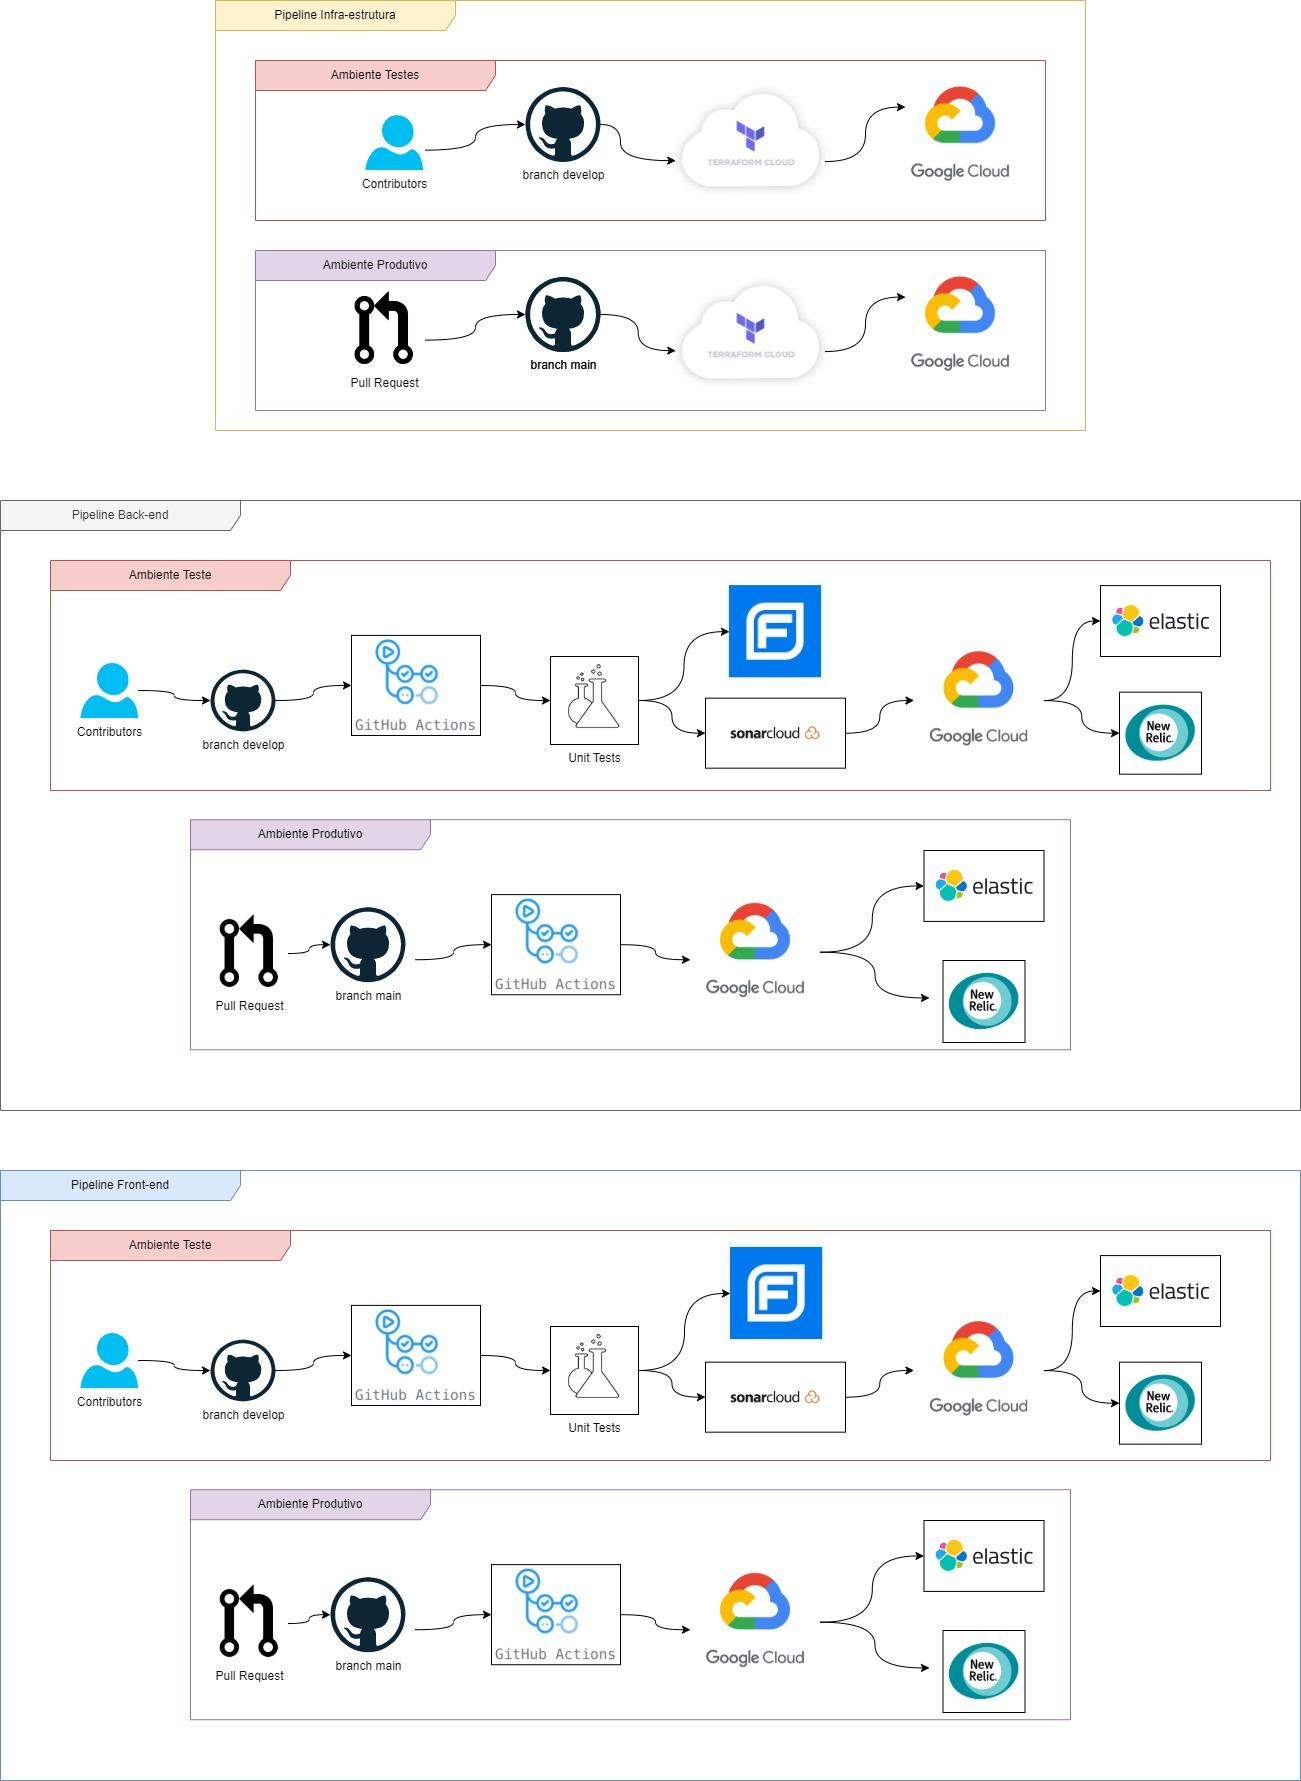 Pipeline Infra-estrutura
Ambiente Testes
Contributors
branch develop
TERRAFORM CLOUD
Google Cloud
Ambiente Produtivo
Pull Request
branch main
TERRAFORM CLOUD
Google Cloud
Pipeline Back-end
Ambiente Teste
Contributors
branch develop
GitHub Actions
Unit Tests
F
sonarcloud
Google Cloud
elastic
New
Relic.
Ambiente Produtivo
Pull Request
branch main
GitHub Actions
Google Cloud
elastic
New
Relic.
Pipeline Front-end
Ambiente Teste
Contributors
branch develop
GitHub Actions
Unit Tests
F
sonarcloud
Google Cloud
elastic
New
Relic.
Ambiente Produtivo
Pull Request
branch main
GitHub Actions
Google Cloud
elastic
New
Relic.